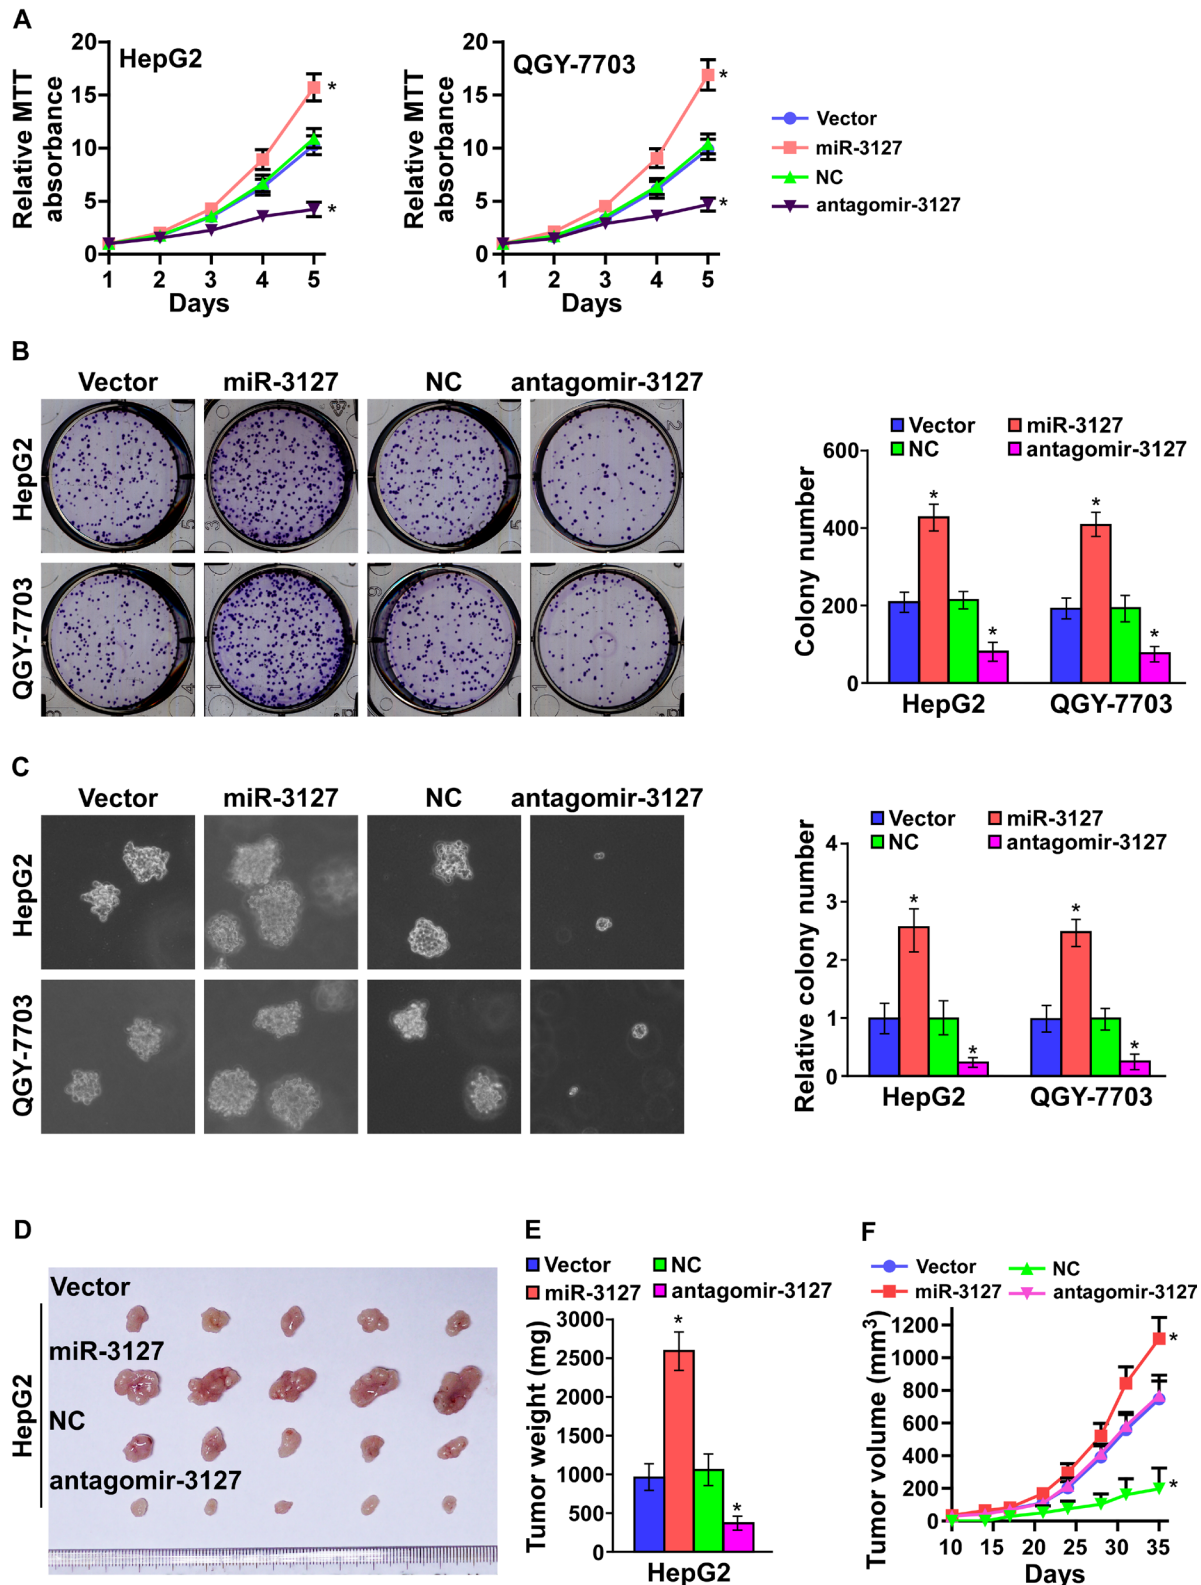 A
HepG2
Relative MTT
absorbance
20
15
10
5
0
1 2 3 4 5
Days
*
*
QGY-7703
Relative MTT
absorbance
20
15
10
5
0
1 2 3 4 5
Days
*
*
Vector
miR-3127
NC
antagomir-3127
B
Vector miR-3127 NC antagomir-3127
HepG2
QGY-7703
Vector miR-3127
NC antagomir-3127
Colony number
600
400
200
0
* * * *
HepG2 QGY-7703
C
Vector miR-3127 NC antagomir-3127
HepG2
QGY-7703
Vector miR-3127
NC antagomir-3127
Relative colony number
4
3
2
1
0
* * * *
HepG2 QGY-7703
D
HepG2
Vector
miR-3127
NC
antagomir-3127
E
Vector NC
miR-3127 antagomir-3127
Tumor weight (mg)
3000
2500
2000
1500
1000
500
0
* *
HepG2
F
Vector NC
miR-3127 antagomir-3127
Tumor volume (mm³)
1200
1000
800
600
400
200
0
*
*
10 15 20 25 30 35
Days